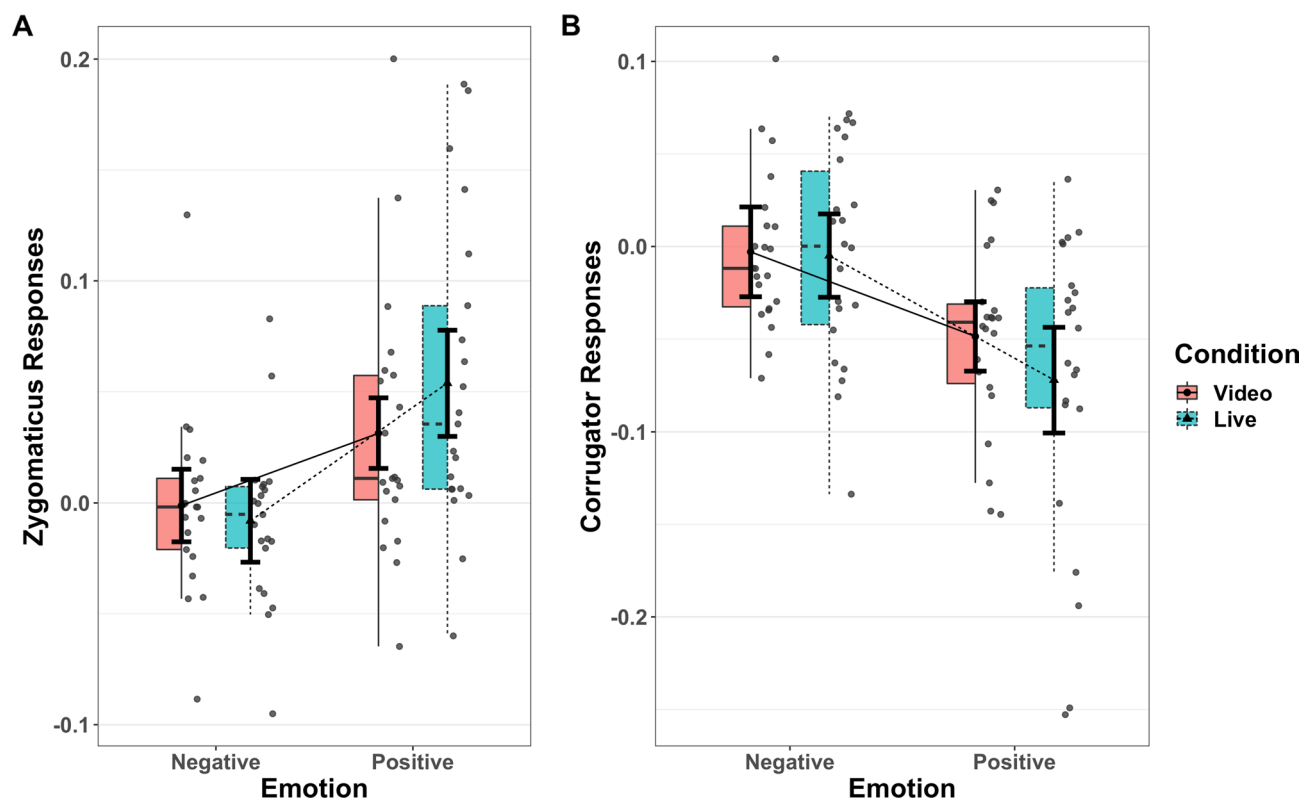 A
Zygomaticus Responses
0.2
0.1
0.0
-0.1
Negative
Positive
Emotion
B
Corrugator Responses
0.1
0.0
-0.1
-0.2
Negative
Positive
Emotion
Condition
Video
Live